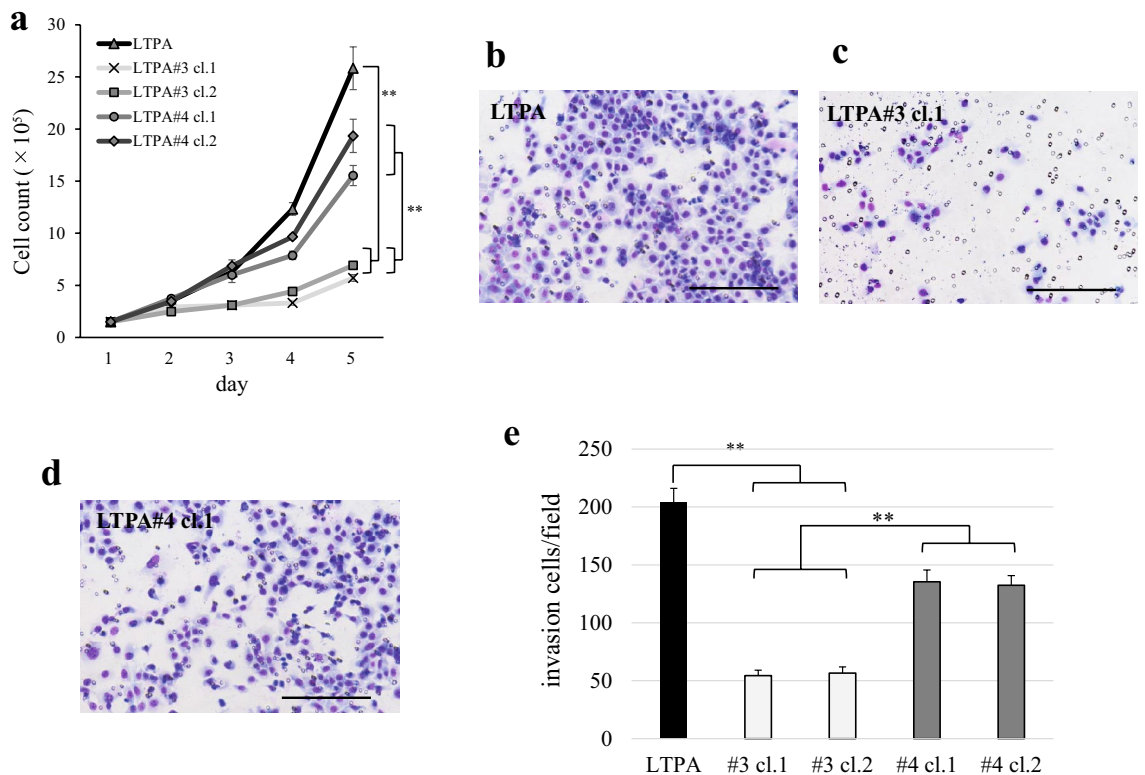 a
30
25
20
15
10
5
0
Cell count ( × 10⁵)
LTPA
LTPA#3 cl.1
LTPA#3 cl.2
LTPA#4 cl.1
LTPA#4 cl.2
**
**
1 2 3 4 5
day
b
LTPA
c
LTPA#3 cl.1
d
LTPA#4 cl.1
e
250
200
150
100
50
0
invasion cells/field
**
**
LTPA #3 cl.1 #3 cl.2 #4 cl.1 #4 cl.2